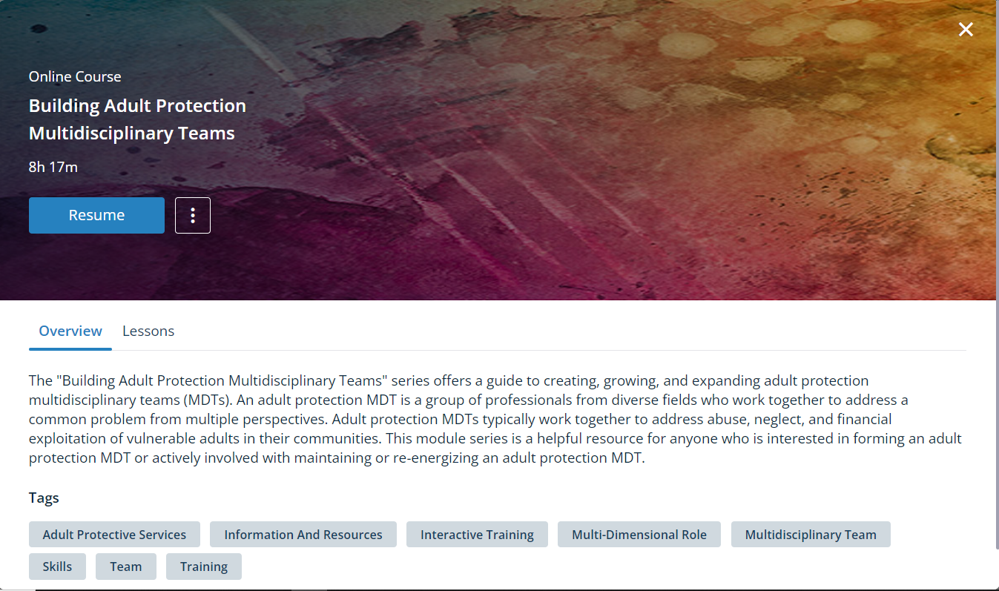 Online Course
Building Adult Protection
Multidisciplinary Teams
8h 17m
Resume
Overview Lessons
The "Building Adult Protection Multidisciplinary Teams" series offers a guide to creating, growing, and expanding adult protection
multidisciplinary teams (MDTs). An adult protection MDT is a group of professionals from diverse fields who work together to address a
common problem from multiple perspectives. Adult protection MDTs typically work together to address abuse, neglect, and financial
exploitation of vulnerable adults in their communities. This module series is a helpful resource for anyone who is interested in forming an adult
protection MDT or actively involved with maintaining or re-energizing an adult protection MDT.
Tags
Adult Protective Services Information And Resources Interactive Training Multi-Dimensional Role Multidisciplinary Team
Skills Team Training